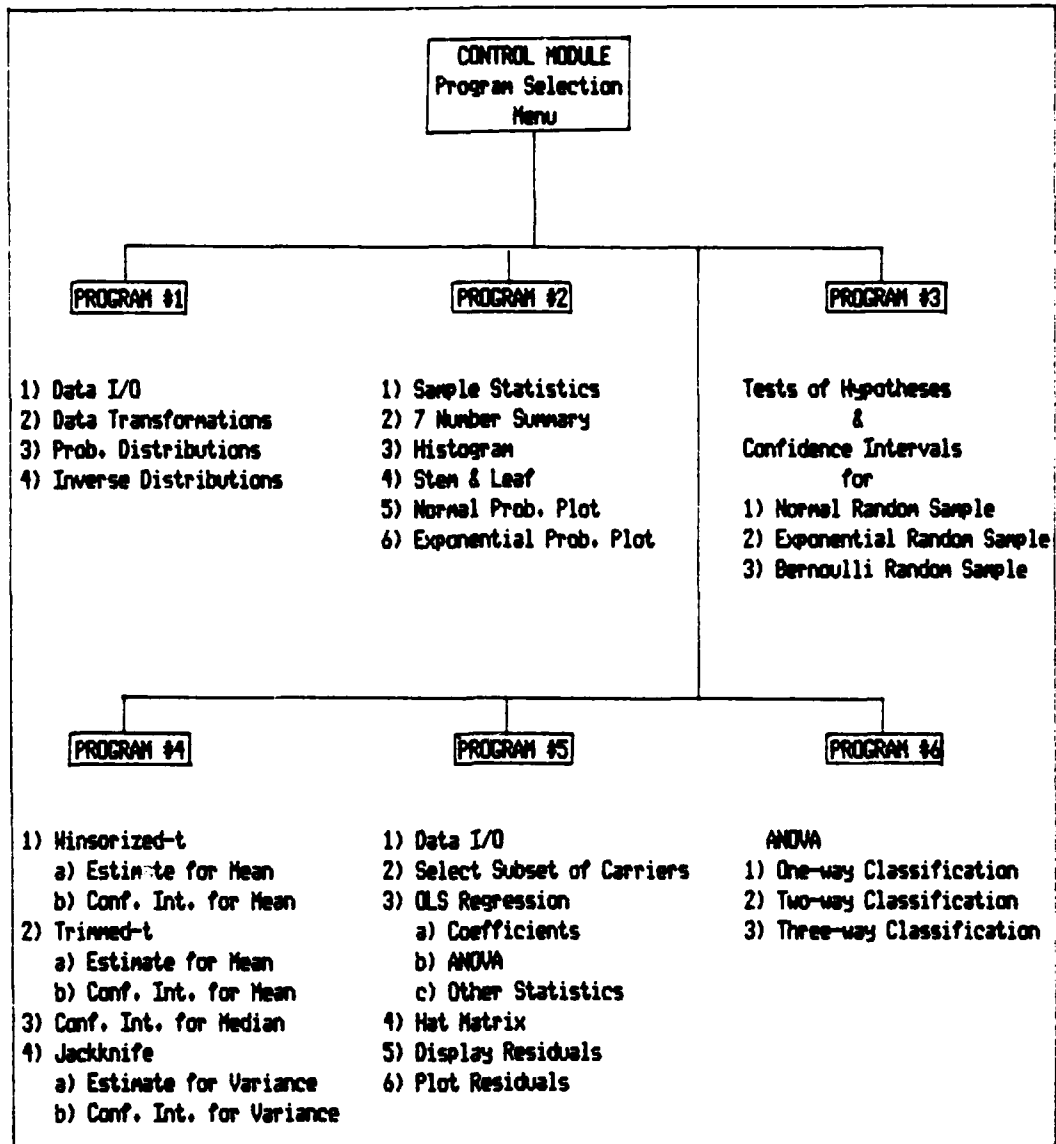 CONTROL MODULE
Program Selection
Menu
PROGRAM #1
1) Data I/O
2) Data Transformations
3) Prob. Distributions
4) Inverse Distributions
PROGRAM #2
1) Sample Statistics
2) 7 Number Summary
3) Histogram
4) Stem & Leaf
5) Normal Prob. Plot
6) Exponential Prob. Plot
PROGRAM #3
Tests of Hypotheses
&
Confidence Intervals
for
1) Normal Random Sample
2) Exponential Random Sample
3) Bernoulli Random Sample
PROGRAM #4
1) Winsorized-t
a) Estimate for Mean
b) Conf. Int. for Mean
2) Trimmed-t
a) Estimate for Mean
b) Conf. Int. for Mean
3) Conf. Int. for Median
4) Jackknife
a) Estimate for Variance
b) Conf. Int. for Variance
PROGRAM #5
1) Data I/O
2) Select Subset of Carriers
3) OLS Regression
a) Coefficients
b) ANOVA
c) Other Statistics
4) Hat Matrix
5) Display Residuals
6) Plot Residuals
PROGRAM #6
ANOVA
1) One-way Classification
2) Two-way Classification
3) Three-way Classification